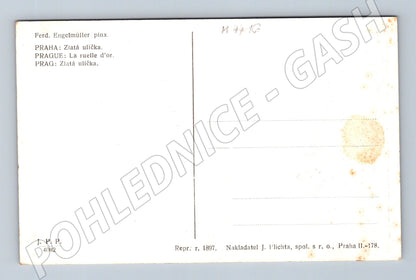 Ferd. Engelmüller pinx.
PRAHA: Zlatá ulička.
PRAGUE: La ruelle d'or.
PRAG: Zlatá ulička.
POHLEDNICE - GASH
J. P. P.
Repr. r. 1897. Nakladatel J. Plichta, spol. s r. o., Praha II.-178.